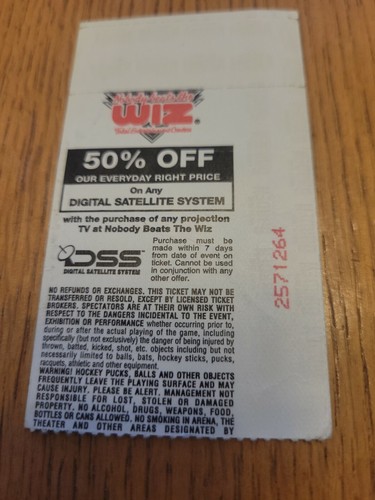 Nobody beats the
WIZ®
Total Entertainment Centers
50% OFF
OUR EVERYDAY RIGHT PRICE
On Any
DIGITAL SATELLITE SYSTEM
with the purchase of any projection
TV at Nobody Beats The Wiz
DSS™
DIGITAL SATELLITE SYSTEM
Purchase must be
made within 7 days
from date of event on
ticket. Cannot be used
in conjunction with any
other offer.
NO REFUNDS OR EXCHANGES. THIS TICKET MAY NOT BE
TRANSFERRED OR RESOLD, EXCEPT BY LICENSED TICKET
BROKERS. SPECTATORS ARE AT THEIR OWN RISK WITH
RESPECT TO THE DANGERS INCIDENTAL TO THE EVENT,
EXHIBITION OR PERFORMANCE whether occurring prior to,
during or after the actual playing of the game, including
specifically (but not exclusively) the danger of being injured by
thrown, batted, kicked, shot, etc. objects including but not
necessarily limited to balls, bats, hockey sticks, pucks,
racquets, athletic and other equipment.
WARNING! HOCKEY PUCKS, BALLS AND OTHER OBJECTS
FREQUENTLY LEAVE THE PLAYING SURFACE AND MAY
CAUSE INJURY. PLEASE BE ALERT. MANAGEMENT NOT
RESPONSIBLE FOR LOST, STOLEN OR DAMAGED
PROPERTY. NO ALCOHOL, DRUGS, WEAPONS, FOOD,
BOTTLES OR CANS ALLOWED. NO SMOKING IN ARENA, THE
THEATER AND OTHER AREAS DESIGNATED BY
2571264